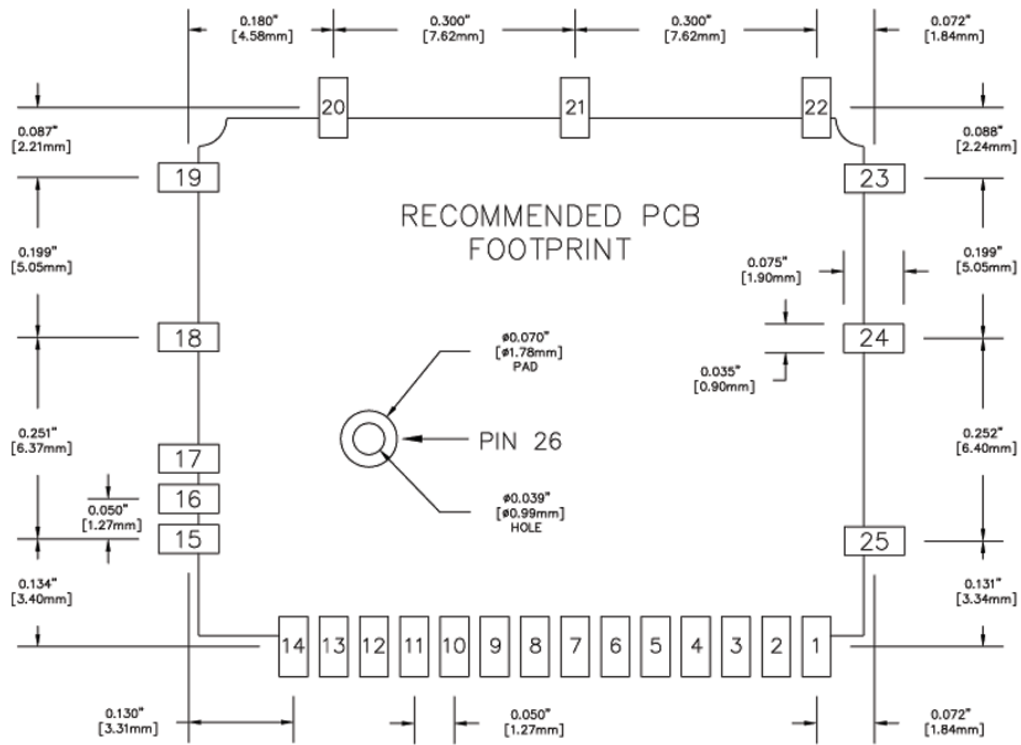 0.180"
[4.58mm]
0.300"
[7.62mm]
0.300"
[7.62mm]
0.072"
[1.84mm]
20
21
22
0.087"
[2.21mm]
0.088"
[2.24mm]
19
23
RECOMMENDED PCB
FOOTPRINT
0.199"
[5.05mm]
0.075"
[1.90mm]
0.199"
[5.05mm]
18
24
ø0.070"
[ø1.78mm]
PAD
0.035"
[0.90mm]
0.251"
[6.37mm]
PIN 26
0.252"
[6.40mm]
17
16
0.050"
[1.27mm]
ø0.039"
[ø0.99mm]
HOLE
15
25
0.134"
[3.40mm]
0.131"
[3.34mm]
14 13 12 11 10 9 8 7 6 5 4 3 2 1
0.130"
[3.31mm]
0.050"
[1.27mm]
0.072"
[1.84mm]